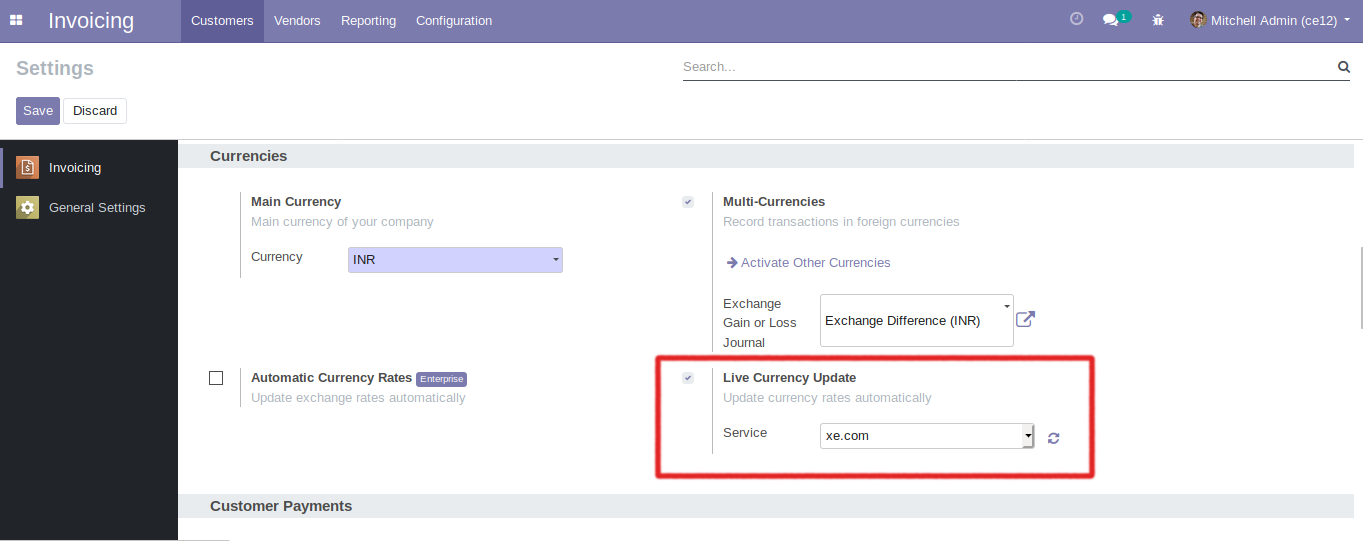 Invoicing Customers Vendors Reporting Configuration 1 Mitchell Admin (ce12)
Settings
Search...
Save Discard
Invoicing
General Settings
Currencies
Main Currency
Main currency of your company
Currency INR
Multi-Currencies
Record transactions in foreign currencies
Activate Other Currencies
Exchange
Gain or Loss
Journal
Exchange Difference (INR)
Automatic Currency Rates Enterprise
Update exchange rates automatically
Live Currency Update
Update currency rates automatically
Service xe.com
Customer Payments